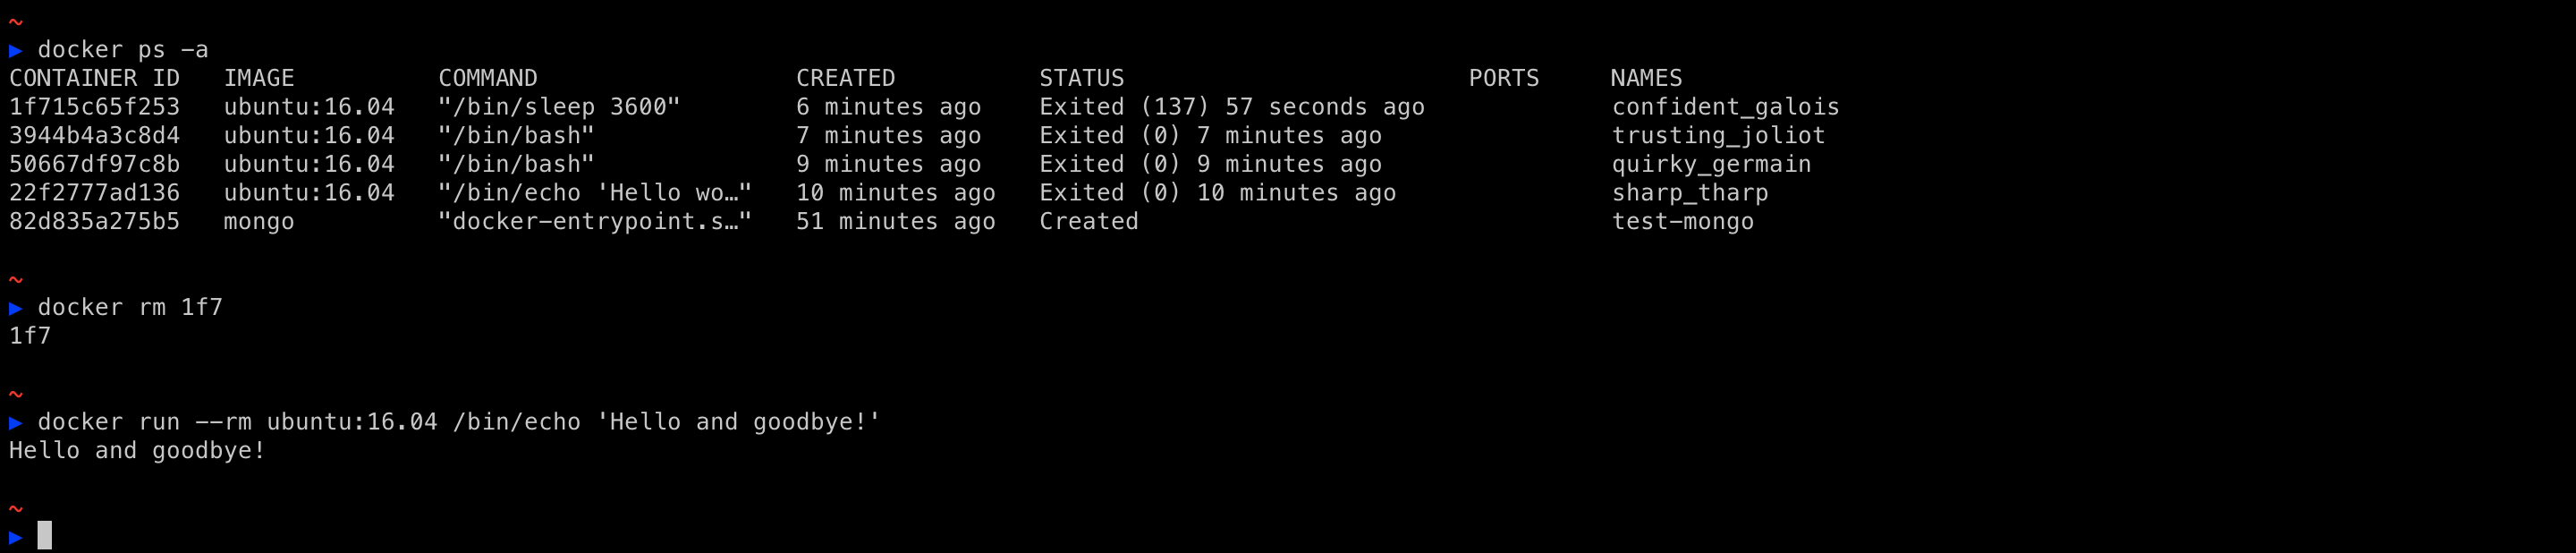 ~
▶ docker ps -a
CONTAINER ID   IMAGE          COMMAND                  CREATED          STATUS                        PORTS     NAMES
1f715c65f253   ubuntu:16.04   "/bin/sleep 3600"        6 minutes ago    Exited (137) 57 seconds ago             confident_galois
3944b4a3c8d4   ubuntu:16.04   "/bin/bash"              7 minutes ago    Exited (0) 7 minutes ago                trusting_joliot
50667df97c8b   ubuntu:16.04   "/bin/bash"              9 minutes ago    Exited (0) 9 minutes ago                quirky_germain
22f2777ad136   ubuntu:16.04   "/bin/echo 'Hello wo…"   10 minutes ago   Exited (0) 10 minutes ago               sharp_tharp
82d835a275b5   mongo          "docker-entrypoint.s…"   51 minutes ago   Created                                 test-mongo
~
▶ docker rm 1f7
1f7
~
▶ docker run --rm ubuntu:16.04 /bin/echo 'Hello and goodbye!'
Hello and goodbye!
~
▶